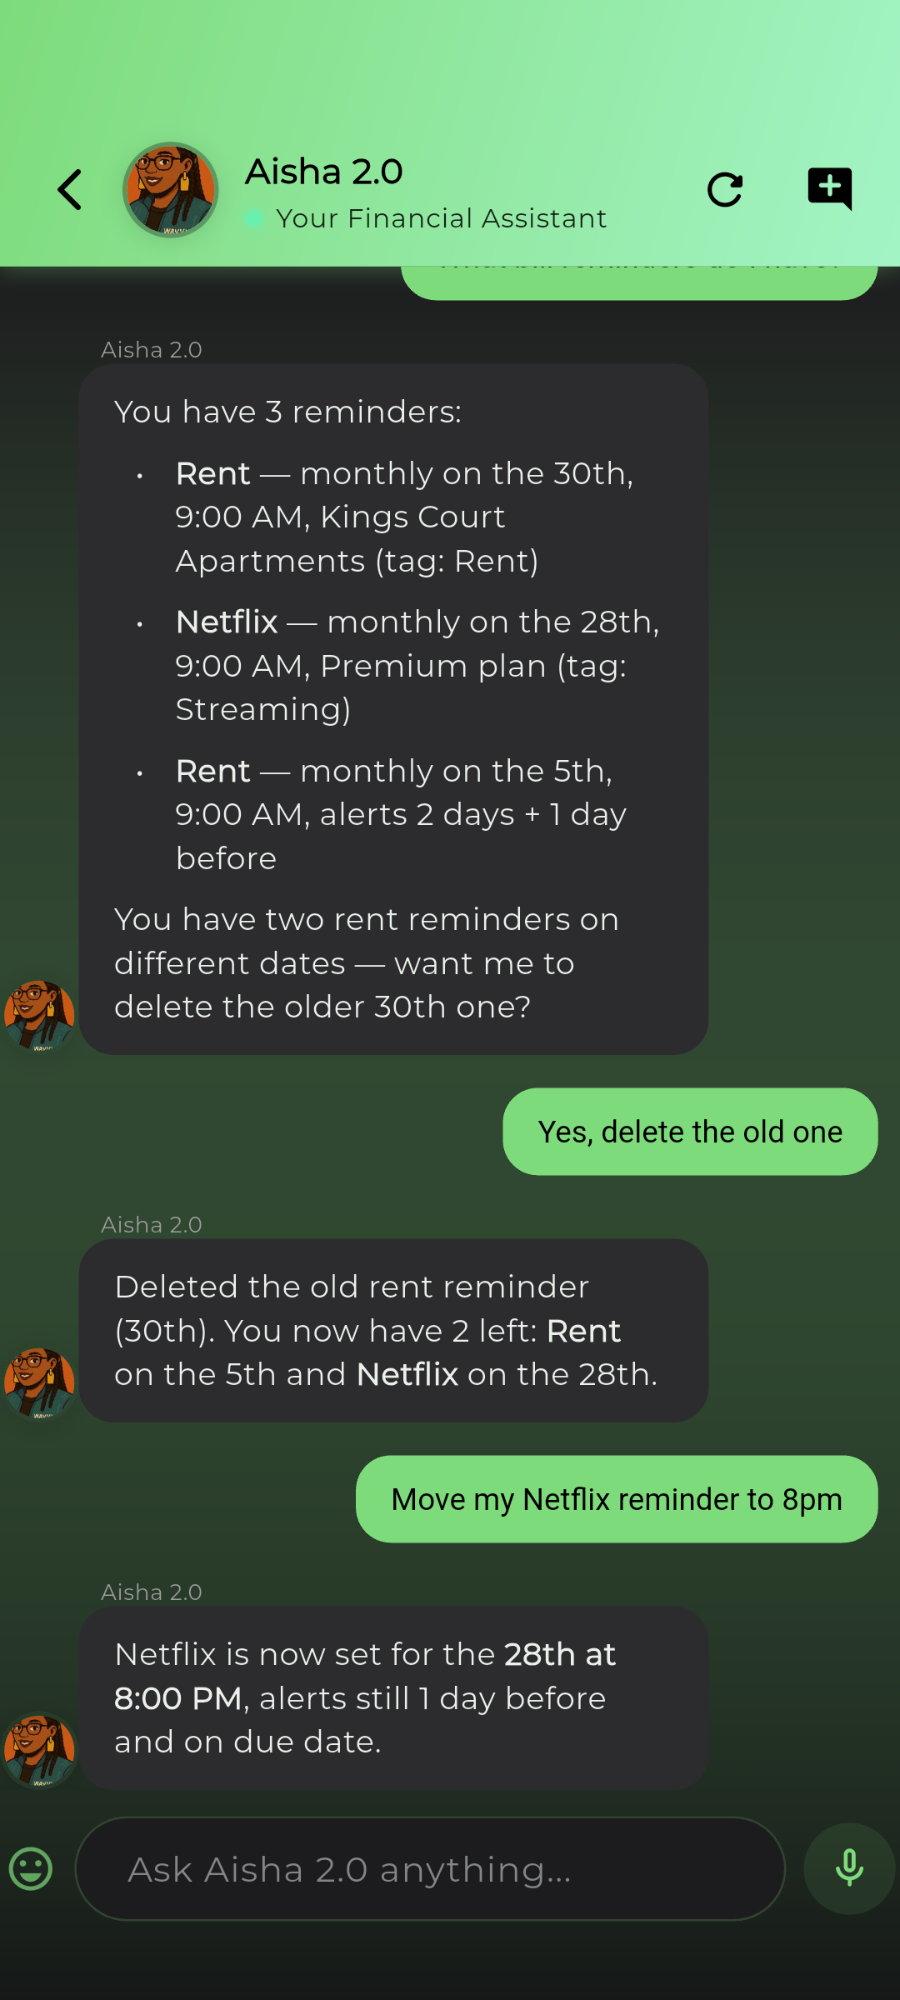 Aisha 2.0
Your Financial Assistant
Aisha 2.0
You have 3 reminders:
• Rent — monthly on the 30th,
9:00 AM, Kings Court
Apartments (tag: Rent)
• Netflix — monthly on the 28th,
9:00 AM, Premium plan (tag:
Streaming)
• Rent — monthly on the 5th,
9:00 AM, alerts 2 days + 1 day
before
You have two rent reminders on
different dates — want me to
delete the older 30th one?
Yes, delete the old one
Aisha 2.0
Deleted the old rent reminder
(30th). You now have 2 left: Rent
on the 5th and Netflix on the 28th.
Move my Netflix reminder to 8pm
Aisha 2.0
Netflix is now set for the 28th at
8:00 PM, alerts still 1 day before
and on due date.
Ask Aisha 2.0 anything...